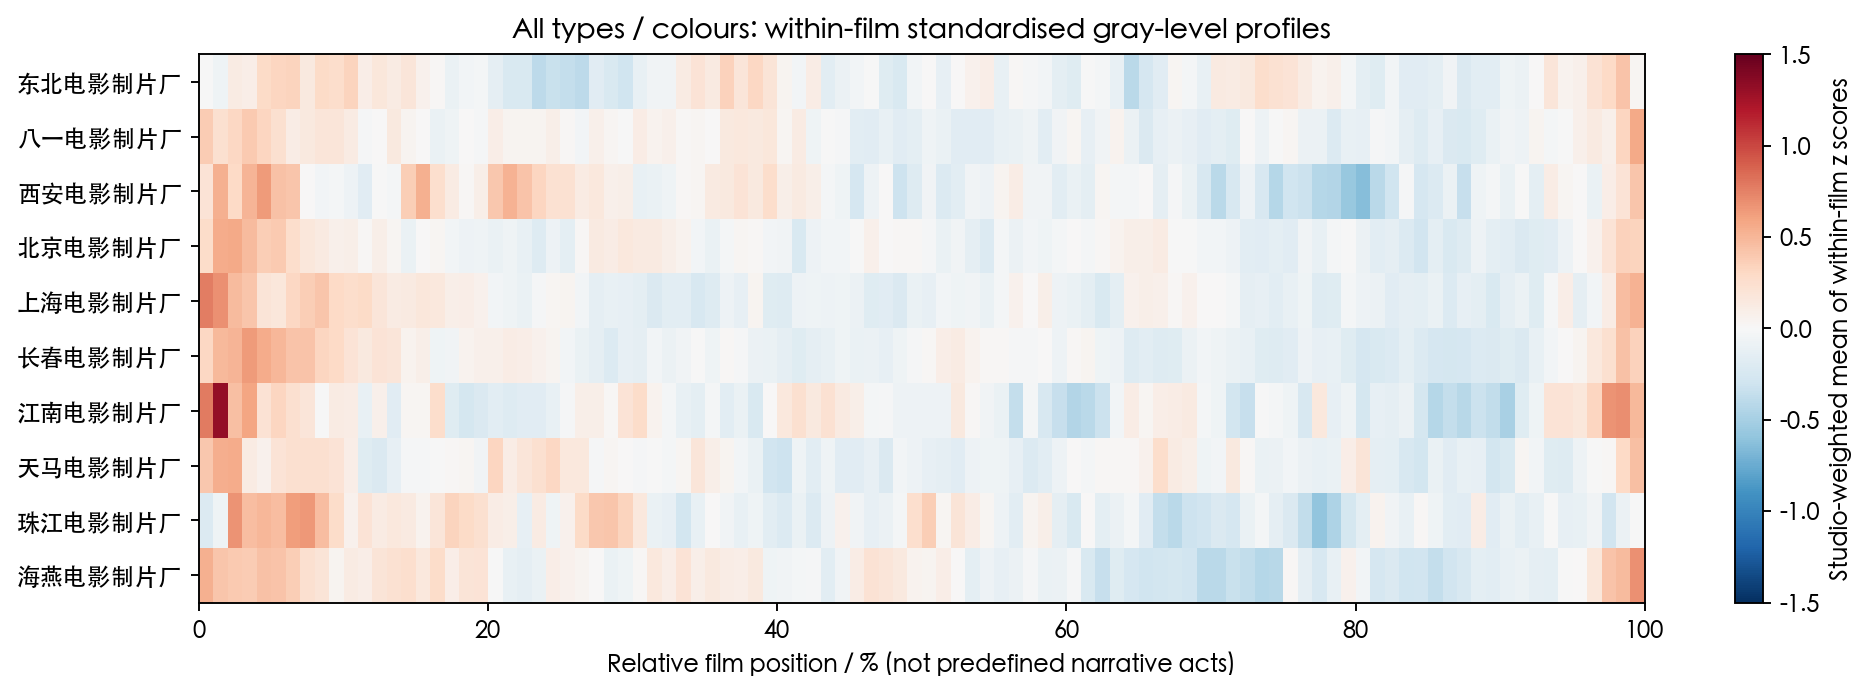 All types / colours: within-film standardised gray-level profiles
东北电影制片厂
八一电影制片厂
西安电影制片厂
北京电影制片厂
上海电影制片厂
长春电影制片厂
江南电影制片厂
天马电影制片厂
珠江电影制片厂
海燕电影制片厂
0 20 40 60 80 100
Relative film position / % (not predefined narrative acts)
1.5
1.0
0.5
0.0
-0.5
-1.0
-1.5
Studio-weighted mean of within-film z scores